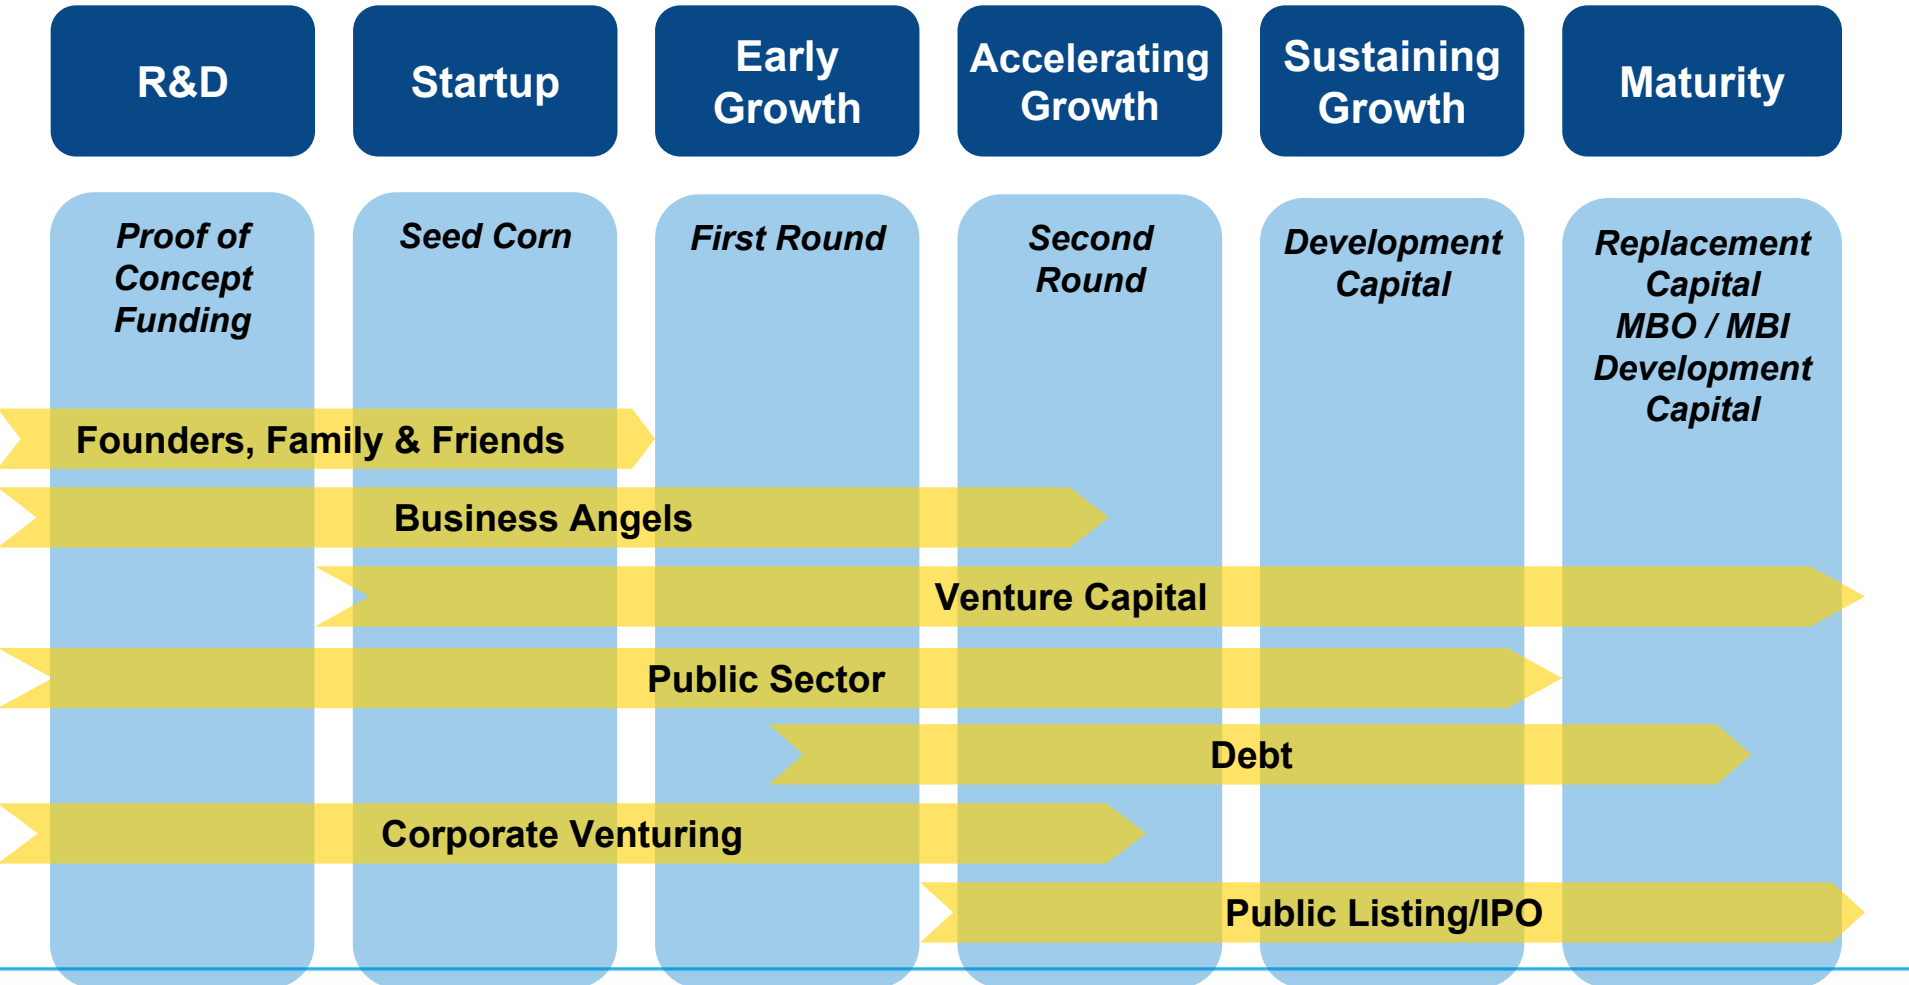 R&D
Startup
Early
Growth
Accelerating
Growth
Sustaining
Growth
Maturity
Proof of
Concept
Funding
Seed Corn
First Round
Second
Round
Development
Capital
Replacement
Capital
MBO / MBI
Development
Capital
Founders, Family & Friends
Business Angels
Venture Capital
Public Sector
Debt
Corporate Venturing
Public Listing/IPO